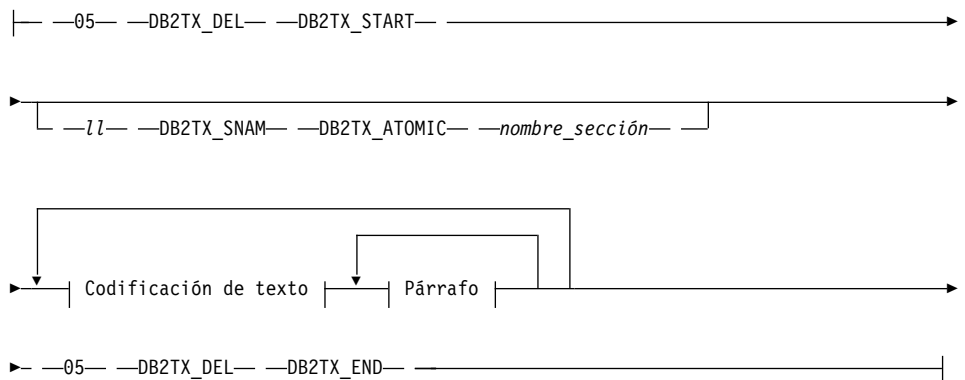 05 DB2TX_DEL DB2TX_START
ll DB2TX_SNAM DB2TX_ATOMIC nombre_sección
Codificación de texto Párrafo
05 DB2TX_DEL DB2TX_END